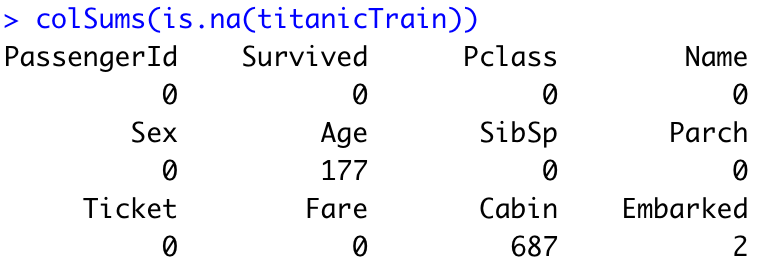 > colSums(is.na(titanicTrain))
PassengerId Survived Pclass Name
0 0 0 0
Sex Age SibSp Parch
0 177 0 0
Ticket Fare Cabin Embarked
0 0 687 2